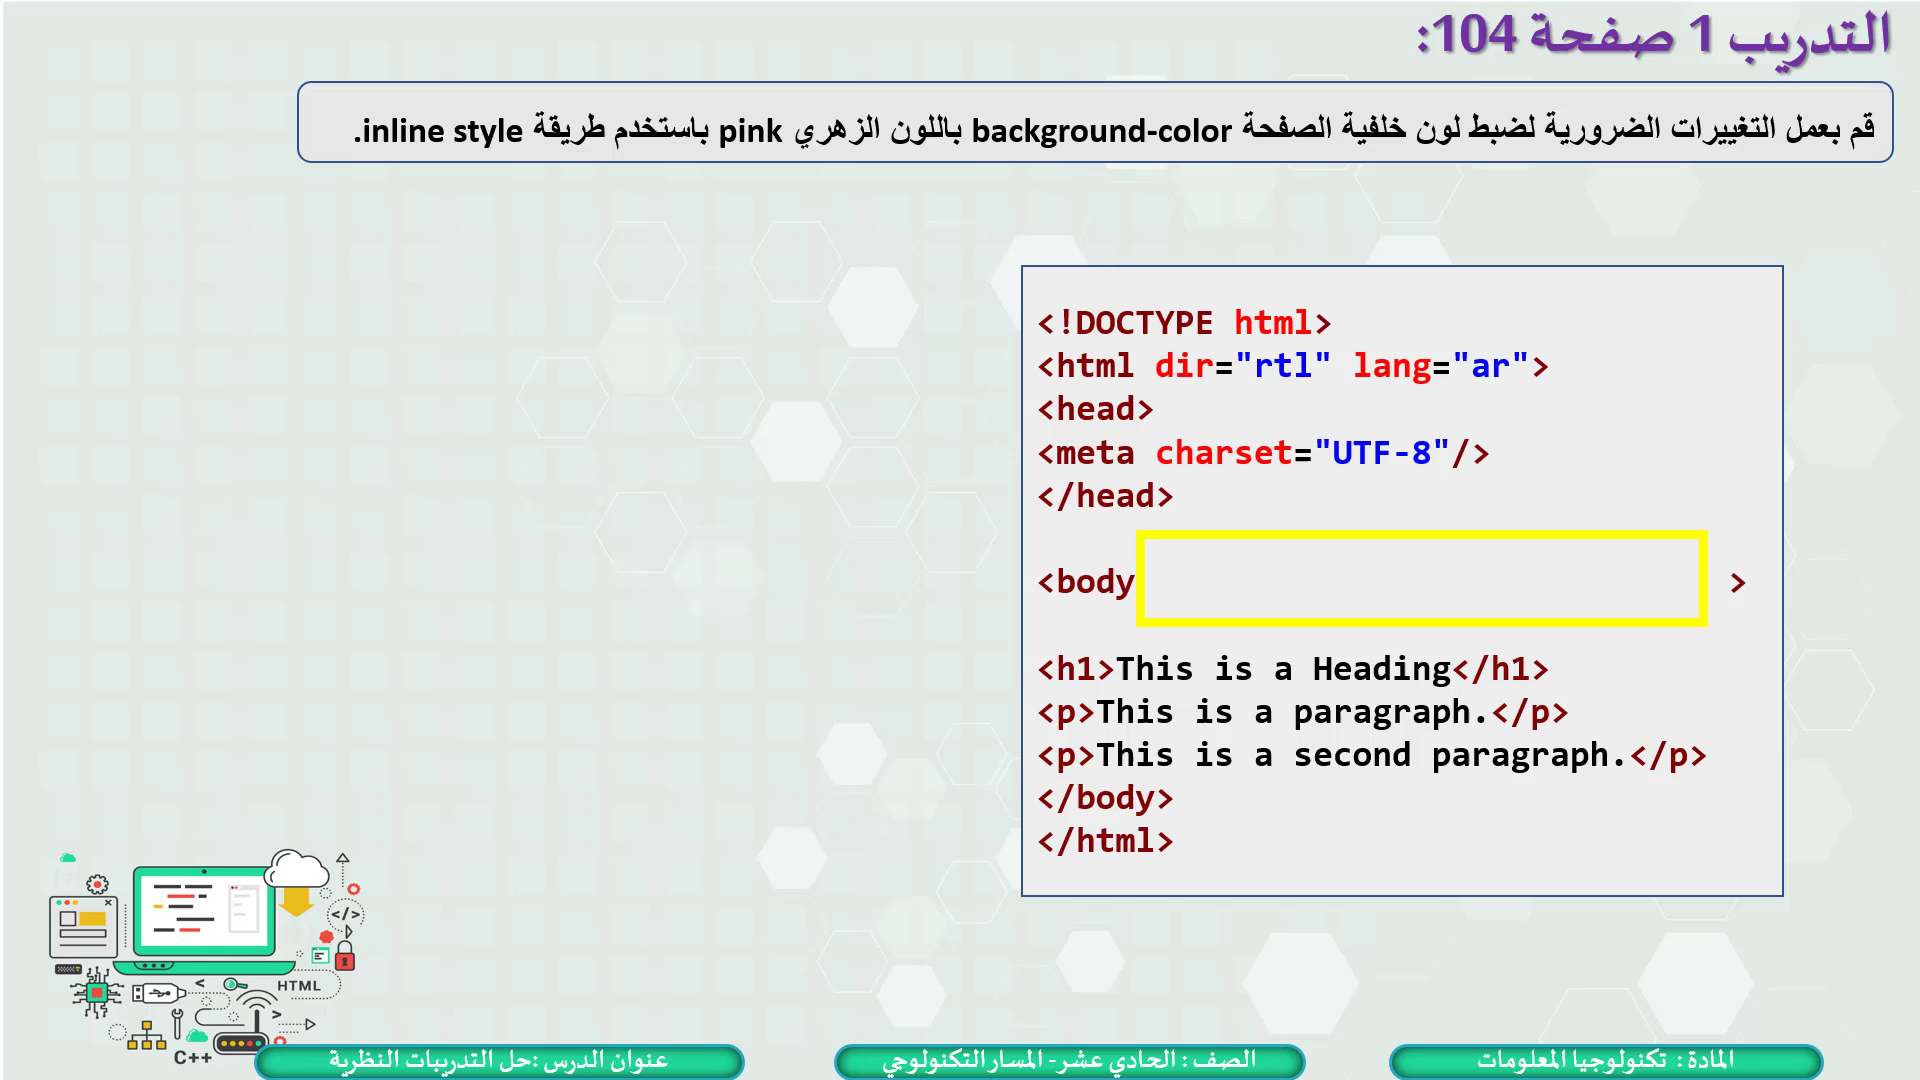 التدريب 1 صفحة 104:
قم بعمل التغييرات الضرورية لضبط لون خلفية الصفحة background-color باللون الزهري pink باستخدم طريقة inline style.
<!DOCTYPE html>
<html dir="rtl" lang="ar">
<head>
<meta charset="UTF-8"/>
</head>
<body >
<h1>This is a Heading</h1>
<p>This is a paragraph.</p>
<p>This is a second paragraph.</p>
</body>
</html>
</>
HTML
C++
المادة : تكنولوجيا المعلومات
الصف : الحادي عشر- المسار التكنولوجي
عنوان الدرس :حل التدريبات النظرية